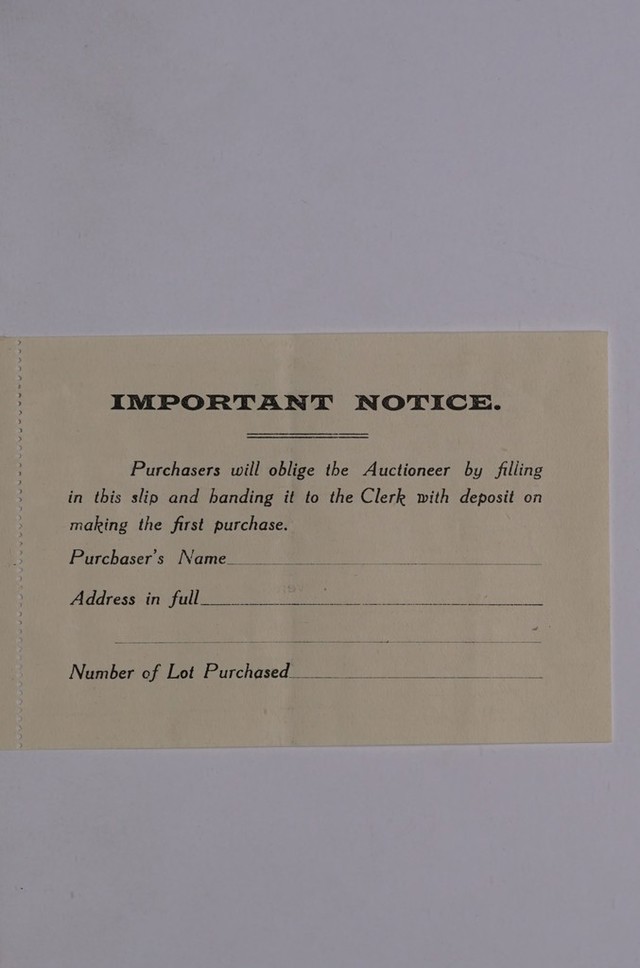 IMPORTANT NOTICE.
Purchasers will oblige the Auctioneer by filling
in this slip and handing it to the Clerk with deposit on
making the first purchase.
Purchaser's Name
Address in full
Number of Lot Purchased